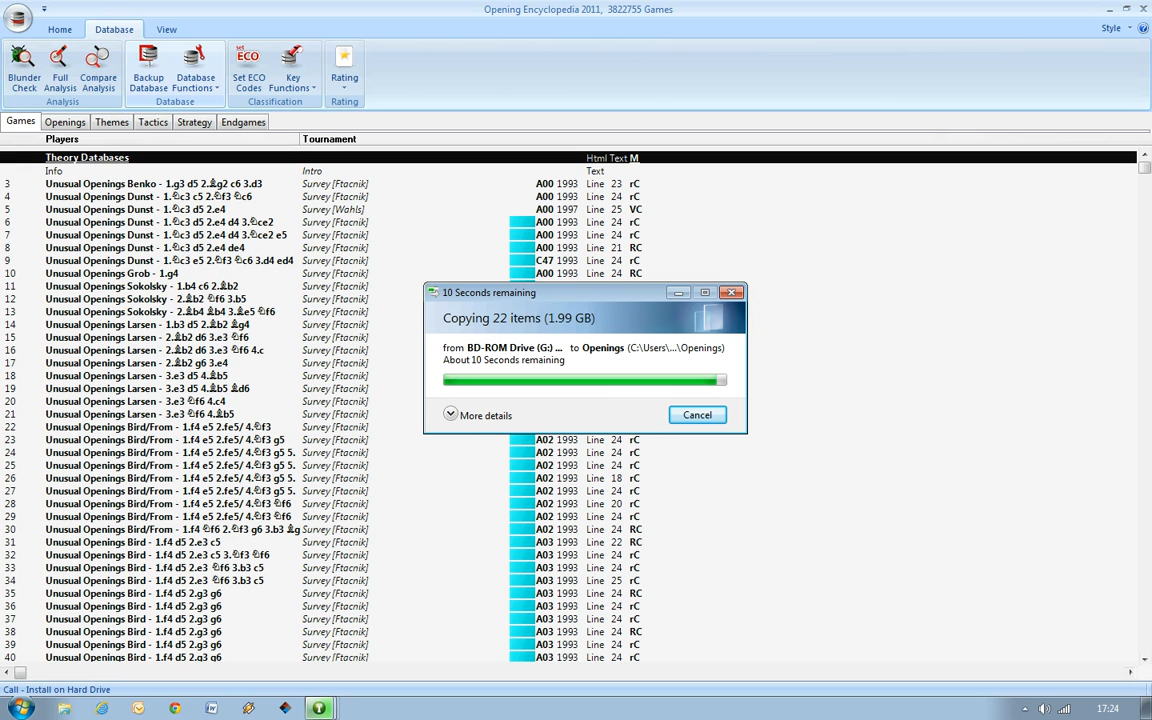 Opening Encyclopedia 2011, 3822755 Games
Home Database View Style
Blunder Check Full Analysis Compare Analysis Backup Database Database Functions Set ECO Codes Key Functions Rating
Analysis Database Classification Rating
Games Openings Themes Tactics Strategy Endgames
Players Tournament
Theory Databases Html Text M
Info Intro Text
3 Unusual Openings Benko - 1.g3 d5 2.♗g2 c6 3.d3 Survey [Ftacnik] A00 1993 Line 23 rC
4 Unusual Openings Dunst - 1.♘c3 c5 2.♘f3 ♘c6 Survey [Ftacnik] A00 1993 Line 24 rC
5 Unusual Openings Dunst - 1.♘c3 d5 2.e4 Survey [Wahls] A00 1997 Line 25 VC
6 Unusual Openings Dunst - 1.♘c3 d5 2.e4 d4 3.♘ce2 Survey [Ftacnik] A00 1993 Line 24 rC
7 Unusual Openings Dunst - 1.♘c3 d5 2.e4 d4 3.♘ce2 e5 Survey [Ftacnik] A00 1993 Line 24 rC
8 Unusual Openings Dunst - 1.♘c3 d5 2.e4 de4 Survey [Ftacnik] A00 1993 Line 21 RC
9 Unusual Openings Dunst - 1.♘c3 e5 2.♘f3 ♘c6 3.d4 ed4 Survey [Ftacnik] C47 1993 Line 24 rC
10 Unusual Openings Grob - 1.g4 Survey [Ftacnik] A00 1993 Line 24 RC
11 Unusual Openings Sokolsky - 1.b4 c6 2.♗b2 Survey [Ftacnik]
12 Unusual Openings Sokolsky - 2.♗b2 ♘f6 3.b5 Survey [Ftacnik]
13 Unusual Openings Sokolsky - 2.♗b4 ♗b4 3.♗e5 ♘f6 Survey [Ftacnik]
14 Unusual Openings Larsen - 1.b3 d5 2.♗b2 ♗g4 Survey [Ftacnik]
15 Unusual Openings Larsen - 2.♗b2 d6 3.e3 ♘f6 Survey [Ftacnik]
16 Unusual Openings Larsen - 2.♗b2 d6 3.e3 ♘f6 4.c Survey [Ftacnik]
17 Unusual Openings Larsen - 2.♗b2 g6 3.e4 Survey [Ftacnik]
18 Unusual Openings Larsen - 3.e3 d5 4.♗b5 Survey [Ftacnik]
19 Unusual Openings Larsen - 3.e3 d5 4.♗b5 ♗d6 Survey [Ftacnik]
20 Unusual Openings Larsen - 3.e3 ♘f6 4.c4 Survey [Ftacnik]
21 Unusual Openings Larsen - 3.e3 ♘f6 4.♗b5 Survey [Ftacnik]
22 Unusual Openings Bird/From - 1.f4 e5 2.fe5/ 4.♘f3 Survey [Ftacnik]
10 Seconds remaining
Copying 22 items (1.99 GB)
from BD-ROM Drive (G:) ... to Openings (C:\Users\...\Openings)
About 10 Seconds remaining
More details Cancel
23 Unusual Openings Bird/From - 1.f4 e5 2.fe5/ 4.♘f3 g5 Survey [Ftacnik] A02 1993 Line 24 rC
24 Unusual Openings Bird/From - 1.f4 e5 2.fe5/ 4.♘f3 g5 5. Survey [Ftacnik] A02 1993 Line 24 rC
25 Unusual Openings Bird/From - 1.f4 e5 2.fe5/ 4.♘f3 g5 5. Survey [Ftacnik] A02 1993 Line 24 rC
26 Unusual Openings Bird/From - 1.f4 e5 2.fe5/ 4.♘f3 g5 5. Survey [Ftacnik] A02 1993 Line 18 rC
27 Unusual Openings Bird/From - 1.f4 e5 2.fe5/ 4.♘f3 g5 5. Survey [Ftacnik] A02 1993 Line 24 rC
28 Unusual Openings Bird/From - 1.f4 e5 2.fe5/ 4.♘f3 ♘f6 Survey [Ftacnik] A02 1993 Line 20 rC
29 Unusual Openings Bird/From - 1.f4 e5 2.fe5/ 4.♘f3 ♘f6 Survey [Ftacnik] A02 1993 Line 24 rC
30 Unusual Openings Bird/From - 1.f4 ♘f6 2.♘f3 g6 3.b3 ♗g Survey [Ftacnik] A02 1993 Line 24 RC
31 Unusual Openings Bird - 1.f4 d5 2.e3 c5 Survey [Ftacnik] A03 1993 Line 22 RC
32 Unusual Openings Bird - 1.f4 d5 2.e3 c5 3.♘f3 ♘f6 Survey [Ftacnik] A03 1993 Line 24 rC
33 Unusual Openings Bird - 1.f4 d5 2.e3 ♘f6 3.b3 c5 Survey [Ftacnik] A03 1993 Line 24 rC
34 Unusual Openings Bird - 1.f4 d5 2.e3 ♘f6 3.b3 c5 Survey [Ftacnik] A03 1993 Line 25 rC
35 Unusual Openings Bird - 1.f4 d5 2.g3 g6 Survey [Ftacnik] A03 1993 Line 24 RC
36 Unusual Openings Bird - 1.f4 d5 2.g3 g6 Survey [Ftacnik] A03 1993 Line 24 rC
37 Unusual Openings Bird - 1.f4 d5 2.g3 g6 Survey [Ftacnik] A03 1993 Line 24 rC
38 Unusual Openings Bird - 1.f4 d5 2.g3 g6 Survey [Ftacnik] A03 1993 Line 24 RC
39 Unusual Openings Bird - 1.f4 d5 2.g3 g6 Survey [Ftacnik] A03 1993 Line 24 rC
40 Unusual Openings Bird - 1.f4 d5 2.g3 g6 Survey [Ftacnik] A03 1993 Line 24 rC
Call - Install on Hard Drive
17:24